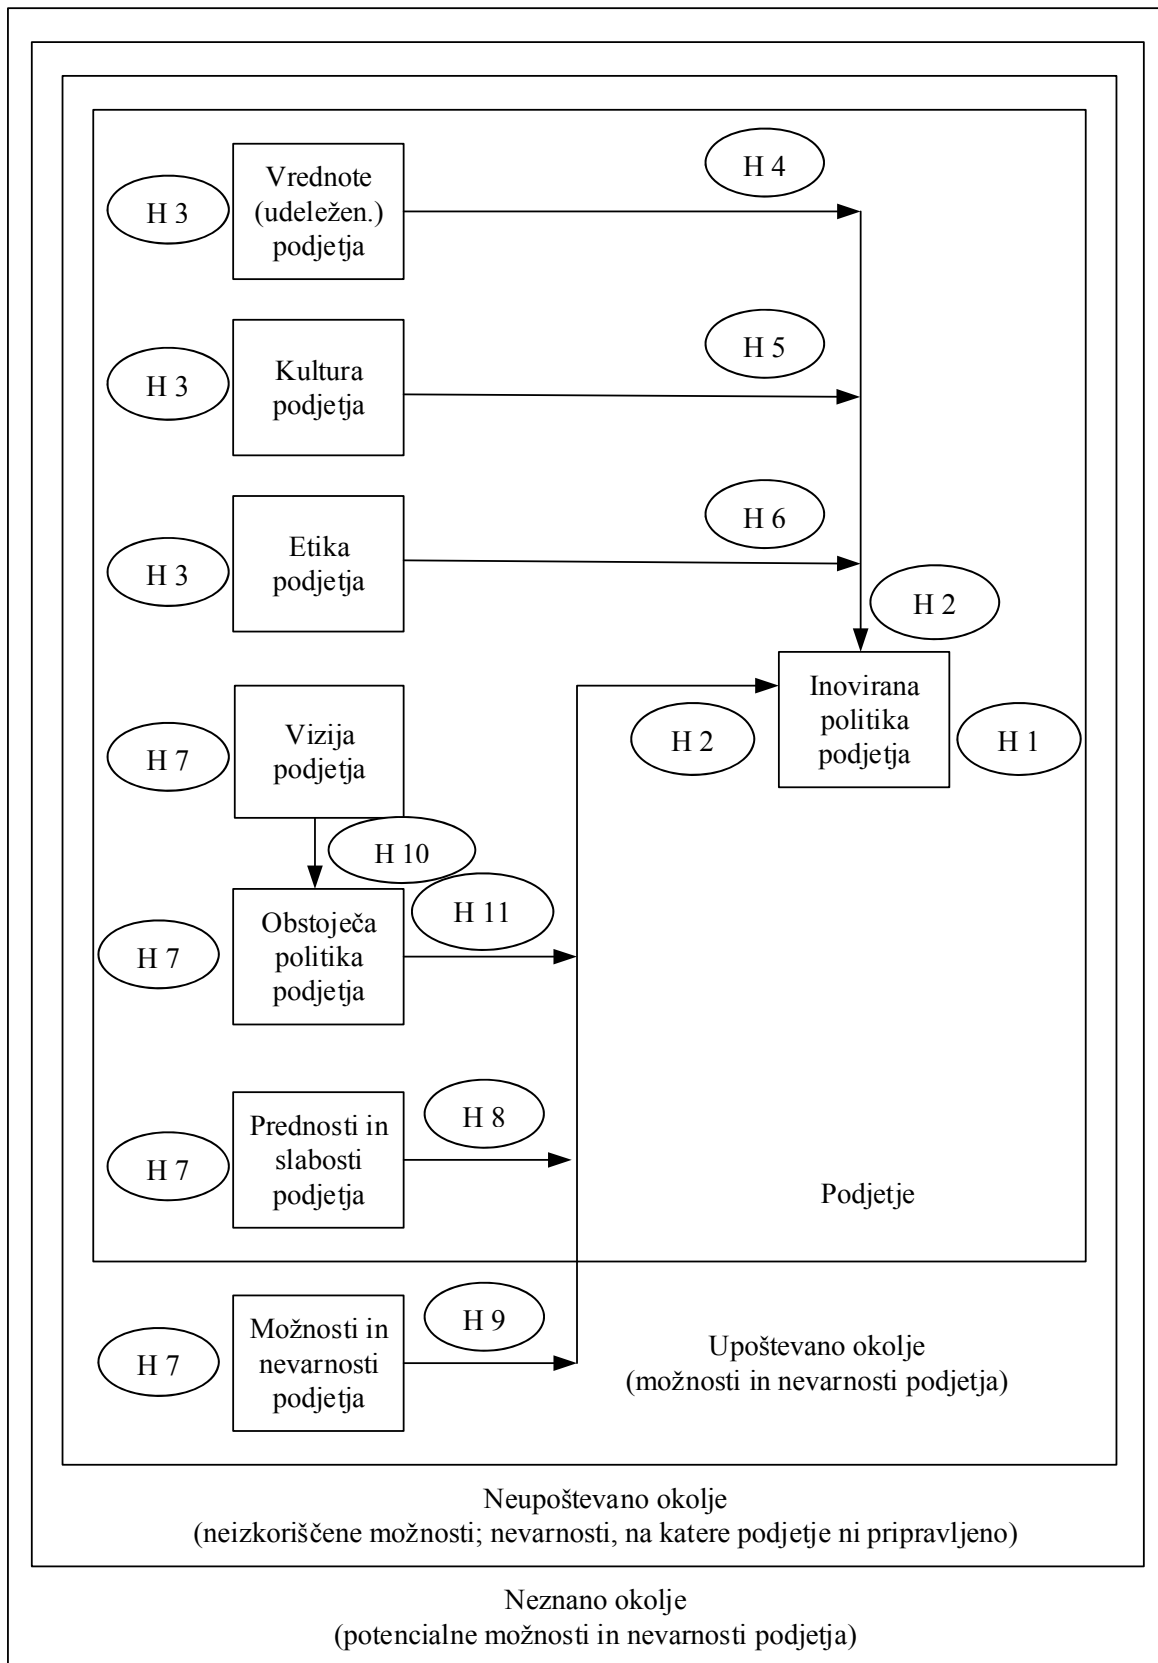 H 4
Vrednote
(udeležen.)
podjetja
H 3
H 5
Kultura
podjetja
H 3
H 6
Etika
podjetja
H 3
H 2
Inovirana
politika
podjetja
H 2
H 1
Vizija
podjetja
H 7
H 10
H 11
Obstoječa
politika
podjetja
H 7
H 8
Prednosti in
slabosti
podjetja
H 7
Podjetje
H 9
Možnosti in
nevarnosti
podjetja
H 7
Upoštevano okolje
(možnosti in nevarnosti podjetja)
Neupoštevano okolje
(neizkoriščene možnosti; nevarnosti, na katere podjetje ni pripravljeno)
Neznano okolje
(potencialne možnosti in nevarnosti podjetja)